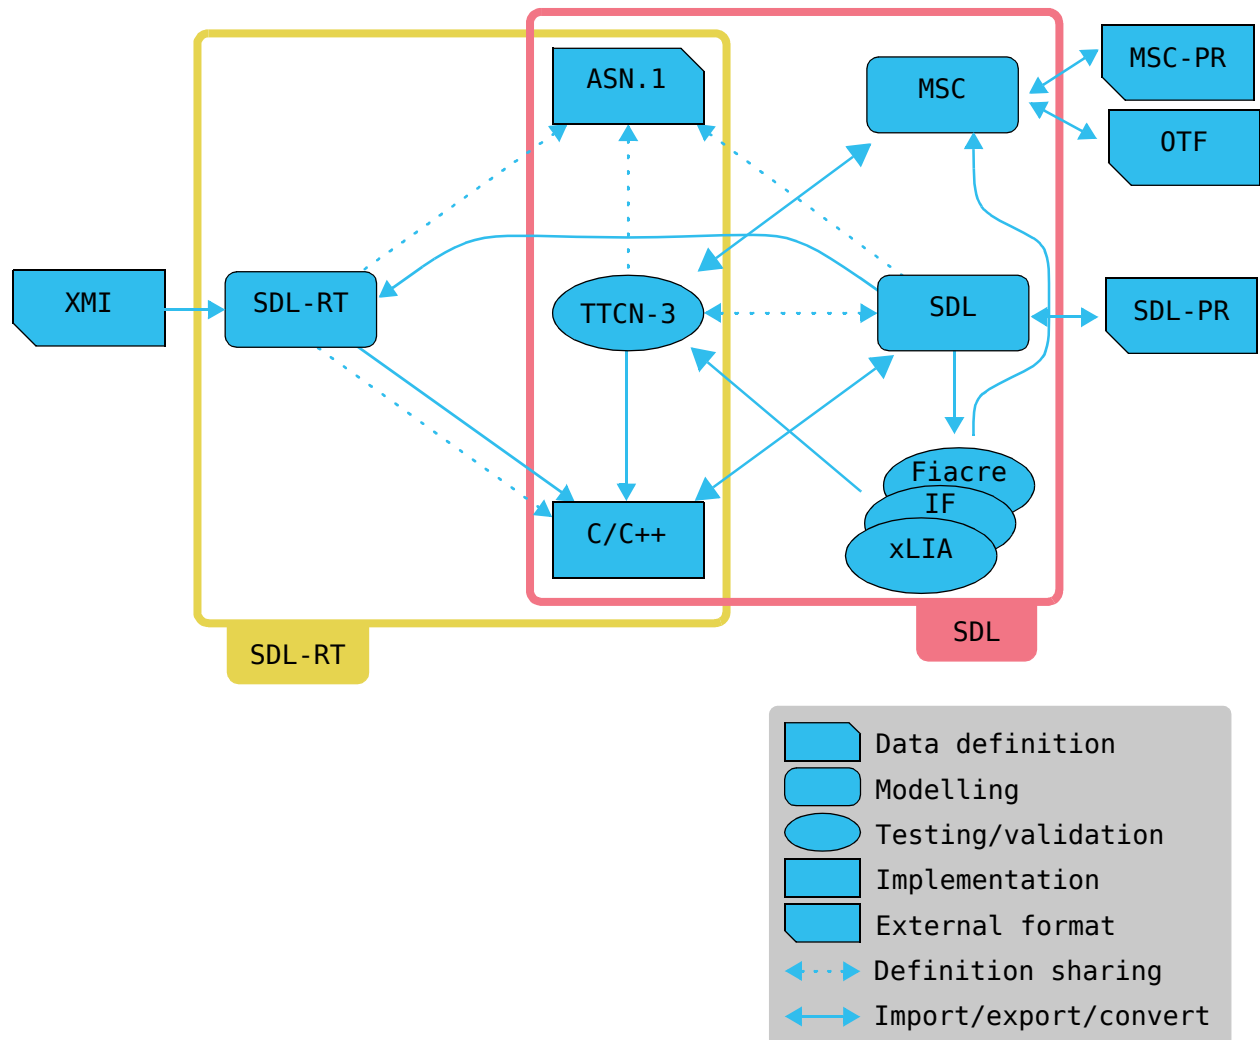 MSC-PR
ASN.1
MSC
OTF
XMI
SDL-RT
TTCN-3
SDL
SDL-PR
Fiacre
IF
C/C++
xLIA
SDL
SDL-RT
Data definition
Modelling
Testing/validation
Implementation
External format
Definition sharing
Import/export/convert